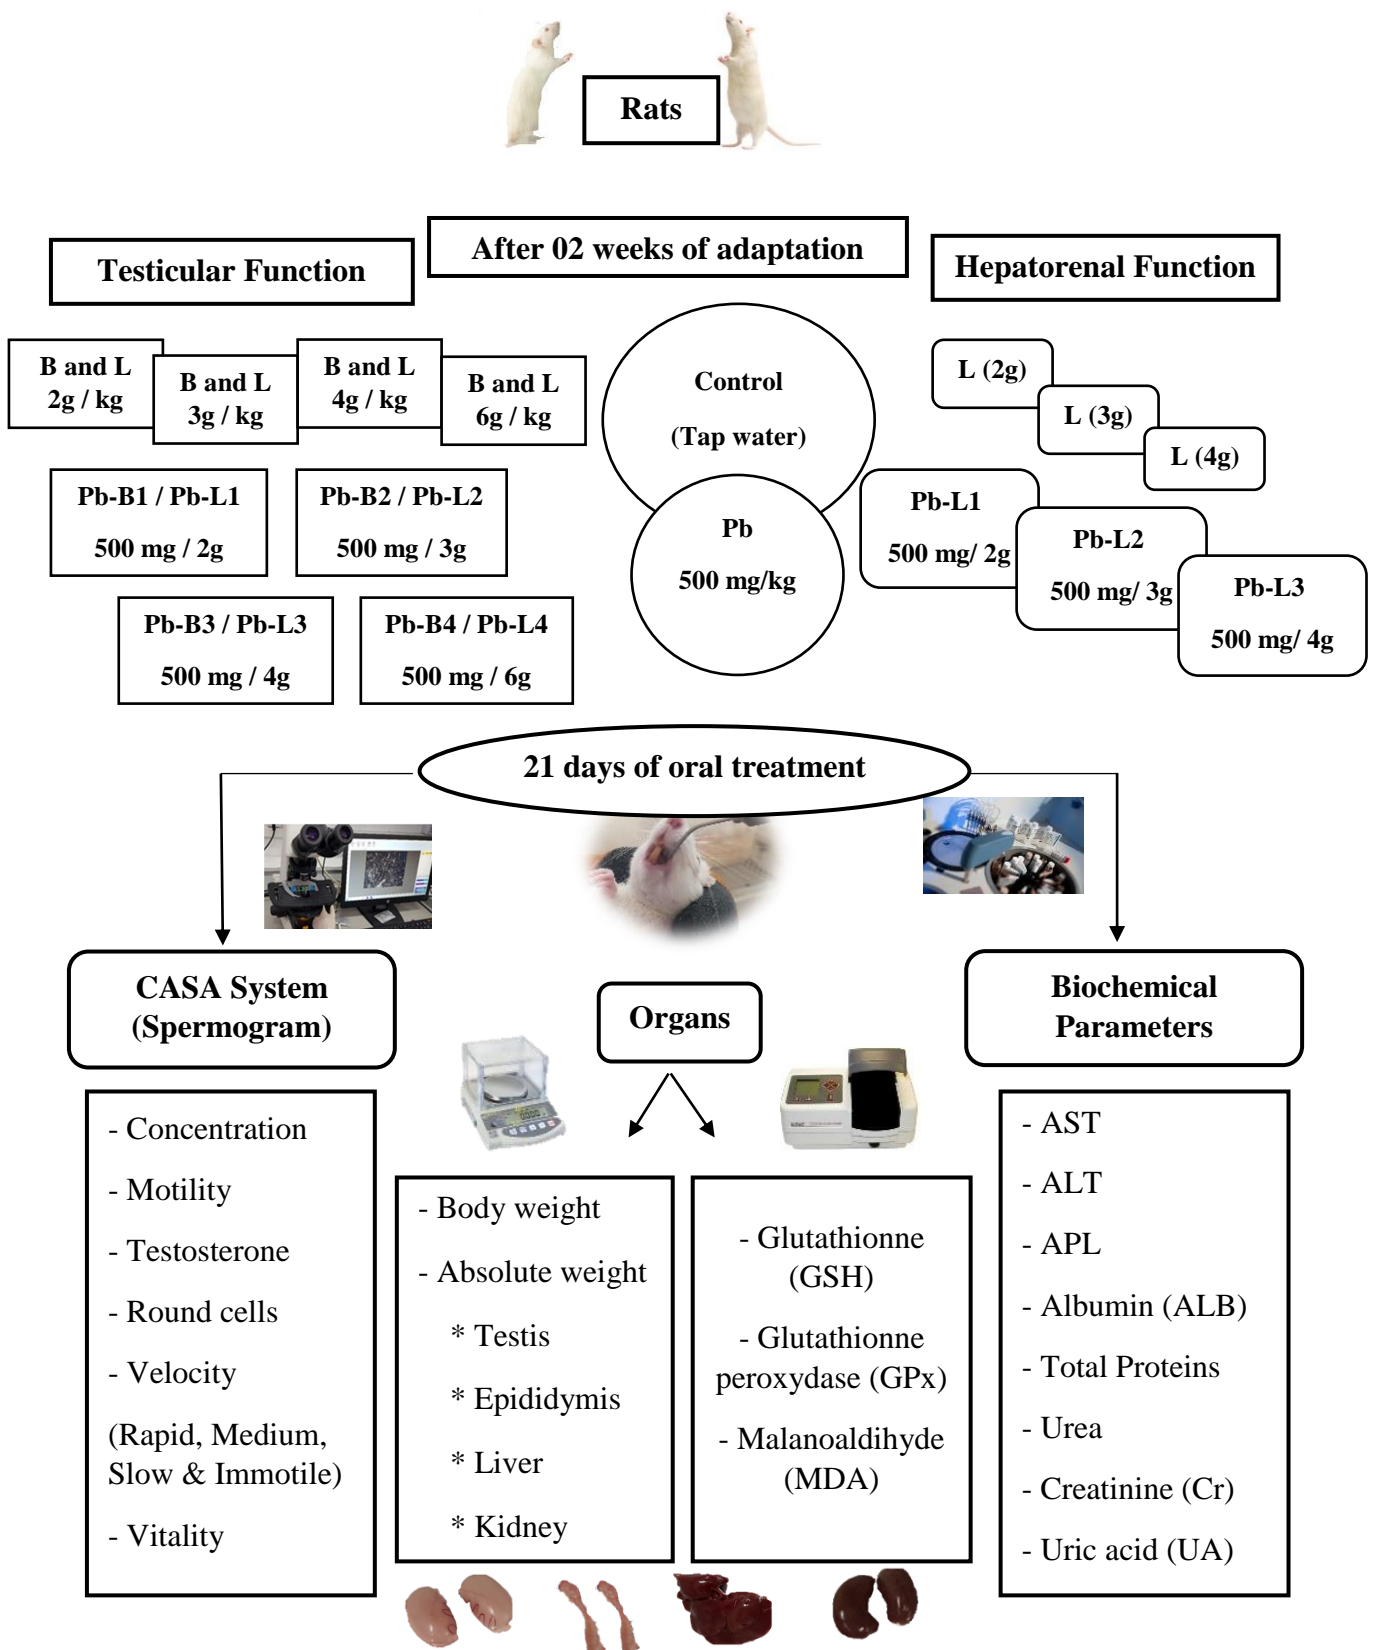 Rats
After 02 weeks of adaptation
Testicular Function
Hepatorenal Function
B and L
2g / kg
B and L
3g / kg
B and L
4g / kg
B and L
6g / kg
Pb-B1 / Pb-L1
500 mg / 2g
Pb-B2 / Pb-L2
500 mg / 3g
Pb-B3 / Pb-L3
500 mg / 4g
Pb-B4 / Pb-L4
500 mg / 6g
Control
(Tap water)
Pb
500 mg/kg
L (2g)
L (3g)
L (4g)
Pb-L1
500 mg/ 2g
Pb-L2
500 mg/ 3g
Pb-L3
500 mg/ 4g
21 days of oral treatment
CASA System
(Spermogram)
- Concentration
- Motility
- Testosterone
- Round cells
- Velocity
(Rapid, Medium,
Slow & Immotile)
- Vitality
Organs
- Body weight
- Absolute weight
* Testis
* Epididymis
* Liver
* Kidney
- Glutathionne
(GSH)
- Glutathionne
peroxydase (GPx)
- Malanoaldihyde
(MDA)
Biochemical
Parameters
- AST
- ALT
- APL
- Albumin (ALB)
- Total Proteins
- Urea
- Creatinine (Cr)
- Uric acid (UA)